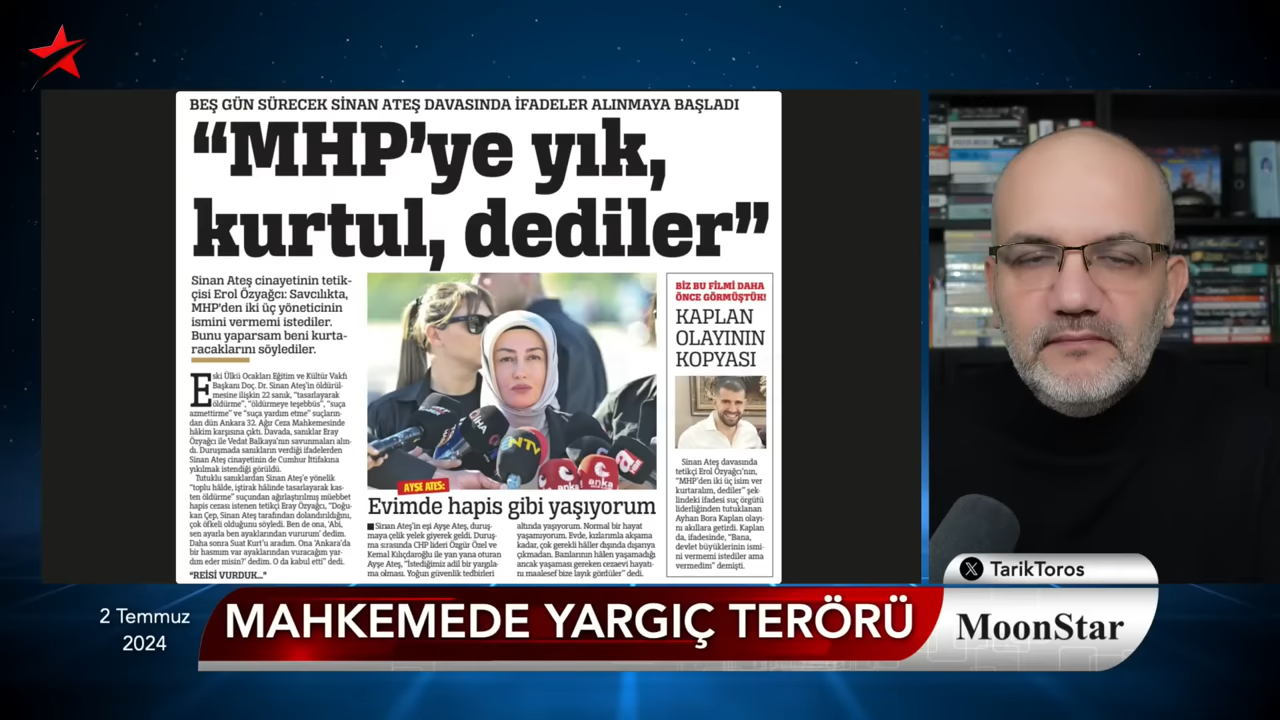 BEŞ GÜN SÜRECEK SİNAN ATEŞ DAVASINDA İFADELER ALINMAYA BAŞLADI
“MHP’ye yık,
kurtul, dediler”
Sinan Ateş cinayetinin tetik-
çisi Erol Özyağcı: Savcılıkta,
MHP’den iki üç yöneticinin
ismini vermemi istediler.
Bunu yaparsam beni kurta-
racaklarını söylediler.
Eski Ülkü Ocakları Eğitim ve Kültür Vakfı
Başkanı Doç. Dr. Sinan Ateş’in öldürül-
mesine ilişkin 22 sanık, “tasarlayarak
öldürme”, “öldürmeye teşebbüs”, “suça
azmettirme” ve “suça yardım etme” suçların-
dan dün Ankara 32. Ağır Ceza Mahkemesinde
hâkim karşısına çıktı. Davada, sanıklar Eray
Özyağcı ile Vedat Balkaya’nın savunmaları alın-
dı. Duruşmada sanıkların verdiği ifadelerden
Sinan Ateş cinayetinin de Cumhur İttifakına
yıkılmak istendiği görüldü.
Tutuklu sanıklardan Sinan Ateş’e yönelik
“toplu hâlde, iştirak hâlinde tasarlayarak kas-
ten öldürme” suçundan ağırlaştırılmış müebbet
hapis cezası istenen tetikçi Eray Özyağcı, “Doğu-
kan Çep, Sinan Ateş tarafından dolandırıldığını,
çok öfkeli olduğunu söyledi. Ben de ona, ‘Abi,
sen ayarla ben ayaklarından vururum’ dedim.
Daha sonra Suat Kurt’u aradım. Ona ‘Ankara’da
bir hasmım var ayaklarından vuracağım yar-
dım eder misin?’ dedim. O da kabul etti” dedi.
“REİSİ VURDUK...”
DHA
NTV
anka
anka
a
AYŞE ATEŞ:
Evimde hapis gibi yaşıyorum
Sinan Ateş’in eşi Ayşe Ateş, duruş-
maya çelik yelek giyerek geldi. Duruş-
ma sırasında CHP lideri Özgür Özel ve
Kemal Kılıçdaroğlu ile yan yana oturan
Ayşe Ateş, “İstediğimiz adil bir yargıla-
ma olması. Yoğun güvenlik tedbirleri
altında yaşıyorum. Normal bir hayat
yaşamıyorum. Evde, kızlarımla akşama
kadar, çok gerekli hâller dışında dışarıya
çıkmadan. Bazılarının hâlen yaşamadığı
ancak yaşaması gereken cezaevi hayatı-
nı maalesef bize layık gördüler” dedi.
BİZ BU FİLMİ DAHA
ÖNCE GÖRMÜŞTÜK!
KAPLAN
OLAYININ
KOPYASI
Sinan Ateş davasında
tetikçi Erol Özyağcı’nın,
“MHP’den iki üç isim ver
kurtaralım, dediler” şek-
lindeki ifadesi suç örgütü
liderliğinden tutuklanan
Ayhan Bora Kaplan olayı-
nı akıllara getirdi. Kaplan
da, ifadesinde, “Bana,
devlet büyüklerinin ismi-
ni vermemi istediler ama
vermedim” demişti.
TarikToros
MoonStar
2 Temmuz
2024
MAHKEMEDE YARGIÇ TERÖRÜ